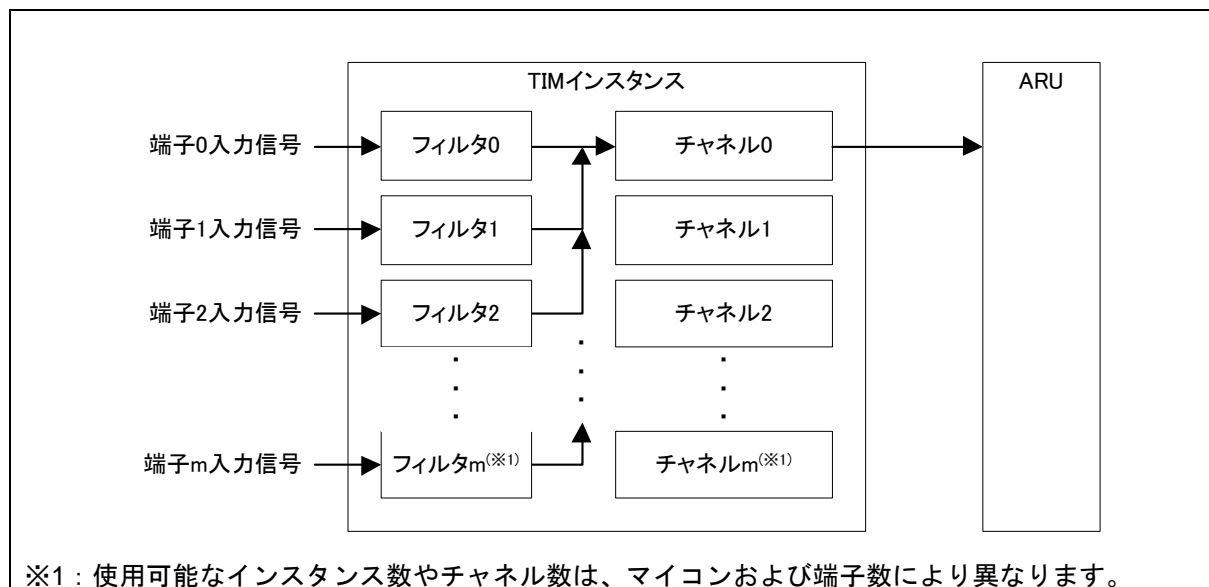 TIMインスタンス
ARU
端子0入力信号
フィルタ0
チャネル0
端子1入力信号
フィルタ1
チャネル1
端子2入力信号
フィルタ2
チャネル2
端子m入力信号
フィルタm(※1)
チャネルm(※1)
※1：使用可能なインスタンス数やチャネル数は、マイコンおよび端子数により異なります。